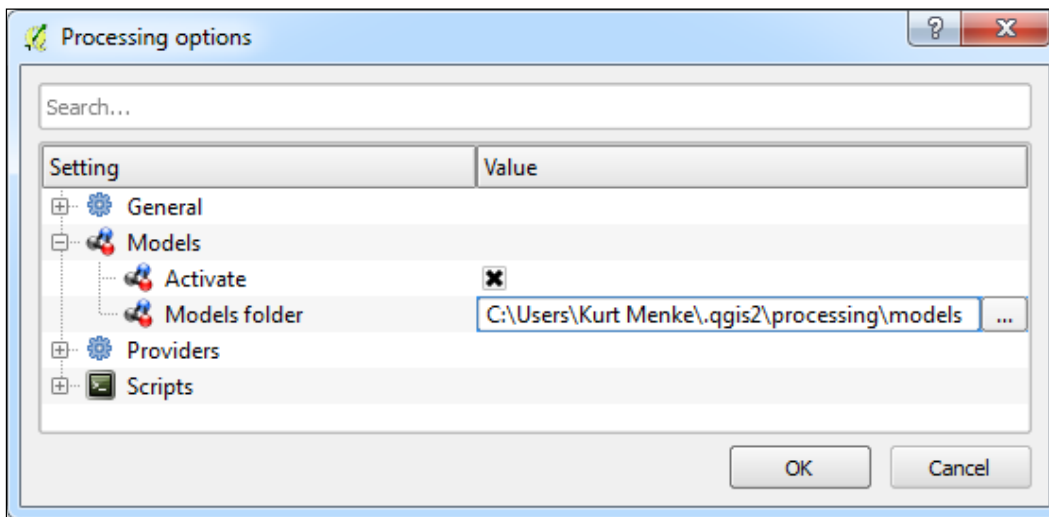 Processing options
Search...
Setting Value
General
Models
Activate
Models folder C:\Users\Kurt Menke\.qgis2\processing\models ...
Providers
Scripts
OK Cancel